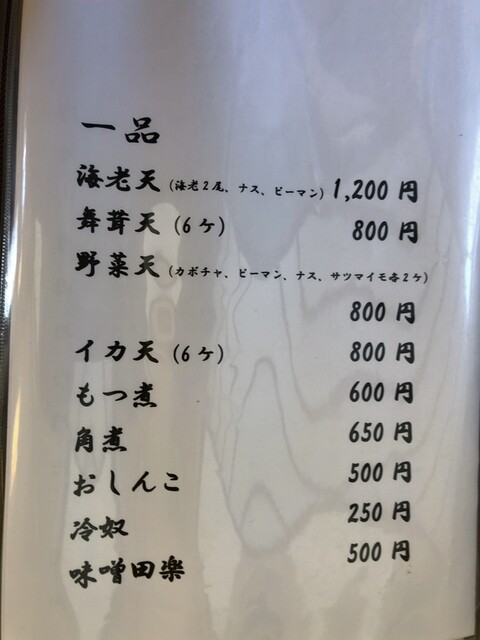 一品
海老天(海老2尾、ナス、ピーマン) 1,200円
舞茸天(6ケ) 800円
野菜天(カボチャ、ピーマン、ナス、サツマイモ各2ケ)
800円
イカ天(6ケ) 800円
もつ煮 600円
角煮 650円
おしんこ 500円
冷奴 250円
味噌田楽 500円